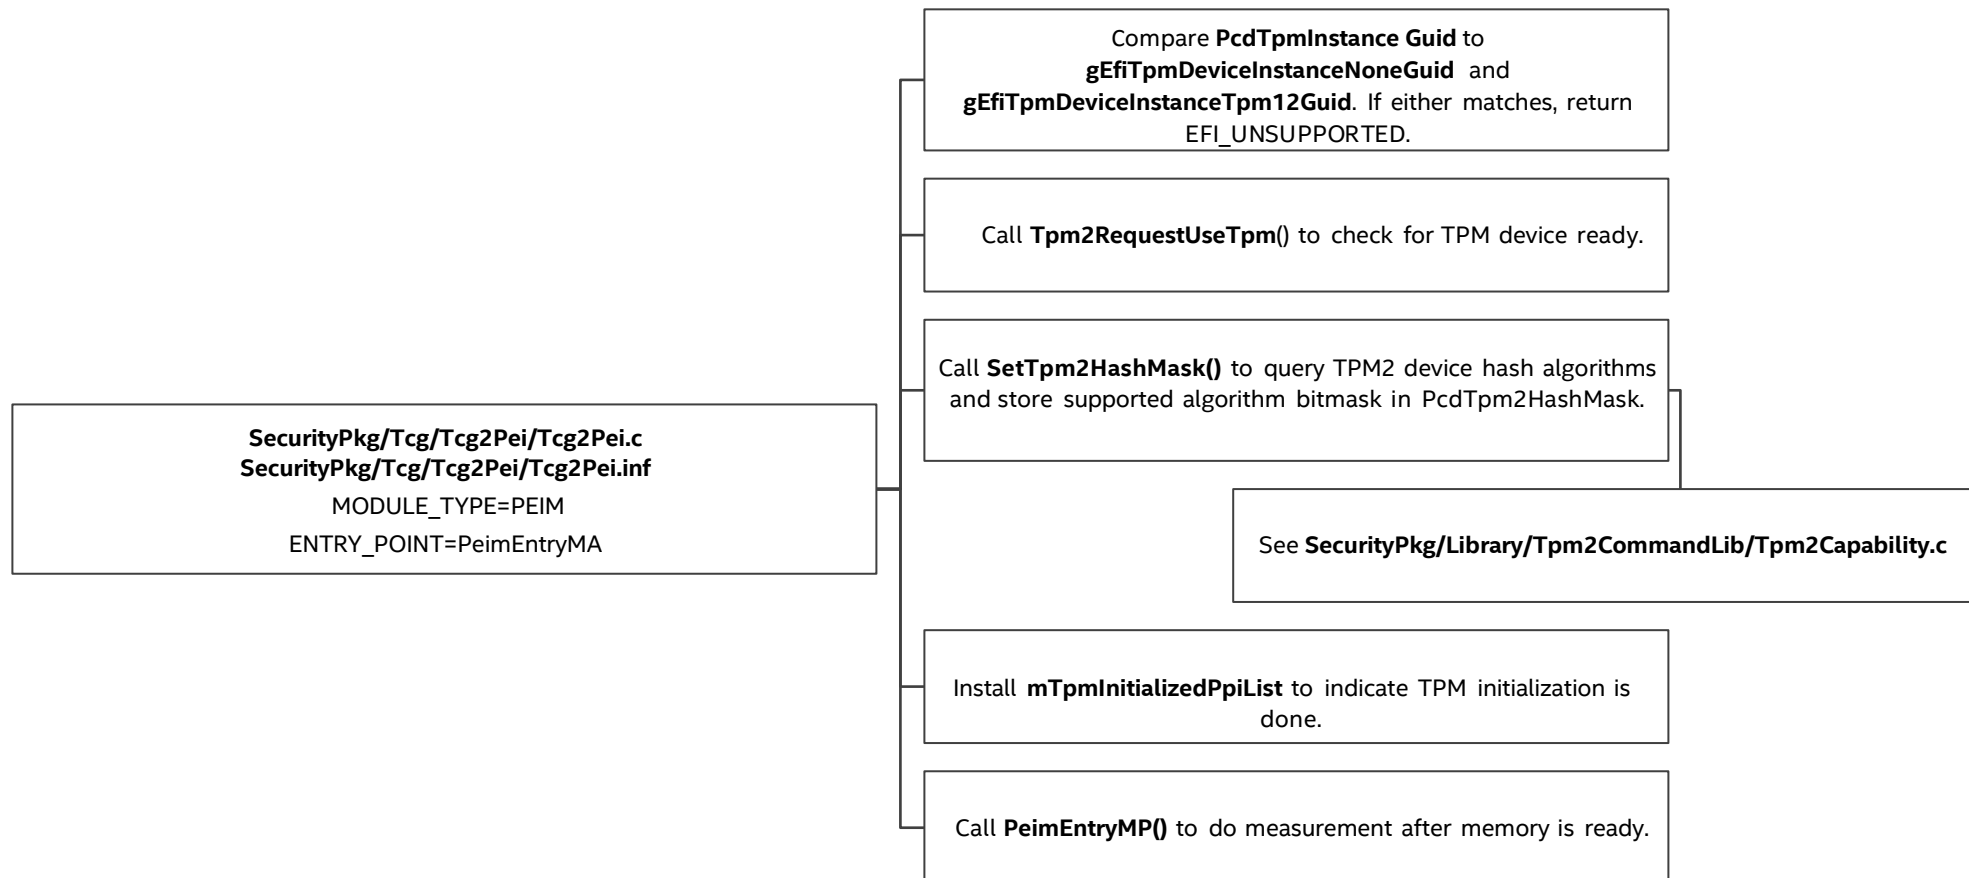 Compare PcdTpmInstance Guid to
gEfiTpmDeviceInstanceNoneGuid and
gEfiTpmDeviceInstanceTpm12Guid. If either matches, return
EFI_UNSUPPORTED.
Call Tpm2RequestUseTpm() to check for TPM device ready.
Call SetTpm2HashMask() to query TPM2 device hash algorithms
and store supported algorithm bitmask in PcdTpm2HashMask.
SecurityPkg/Tcg/Tcg2Pei/Tcg2Pei.c
SecurityPkg/Tcg/Tcg2Pei/Tcg2Pei.inf
MODULE_TYPE=PEIM
ENTRY_POINT=PeimEntryMA
See SecurityPkg/Library/Tpm2CommandLib/Tpm2Capability.c
Install mTpmInitializedPpiList to indicate TPM initialization is
done.
Call PeimEntryMP() to do measurement after memory is ready.